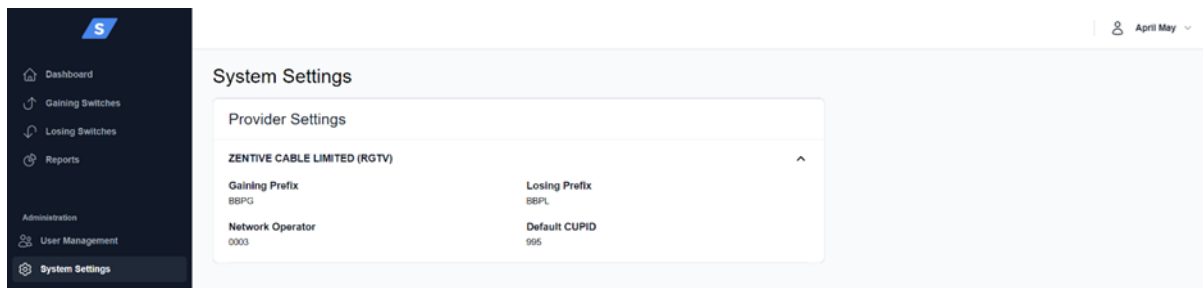 S
April May
Dashboard
Gaining Switches
Losing Switches
Reports
Administration
User Management
System Settings
System Settings
Provider Settings
ZENTIVE CABLE LIMITED (RGTV)
Gaining Prefix
BBPG
Losing Prefix
BBPL
Network Operator
0003
Default CUPID
995